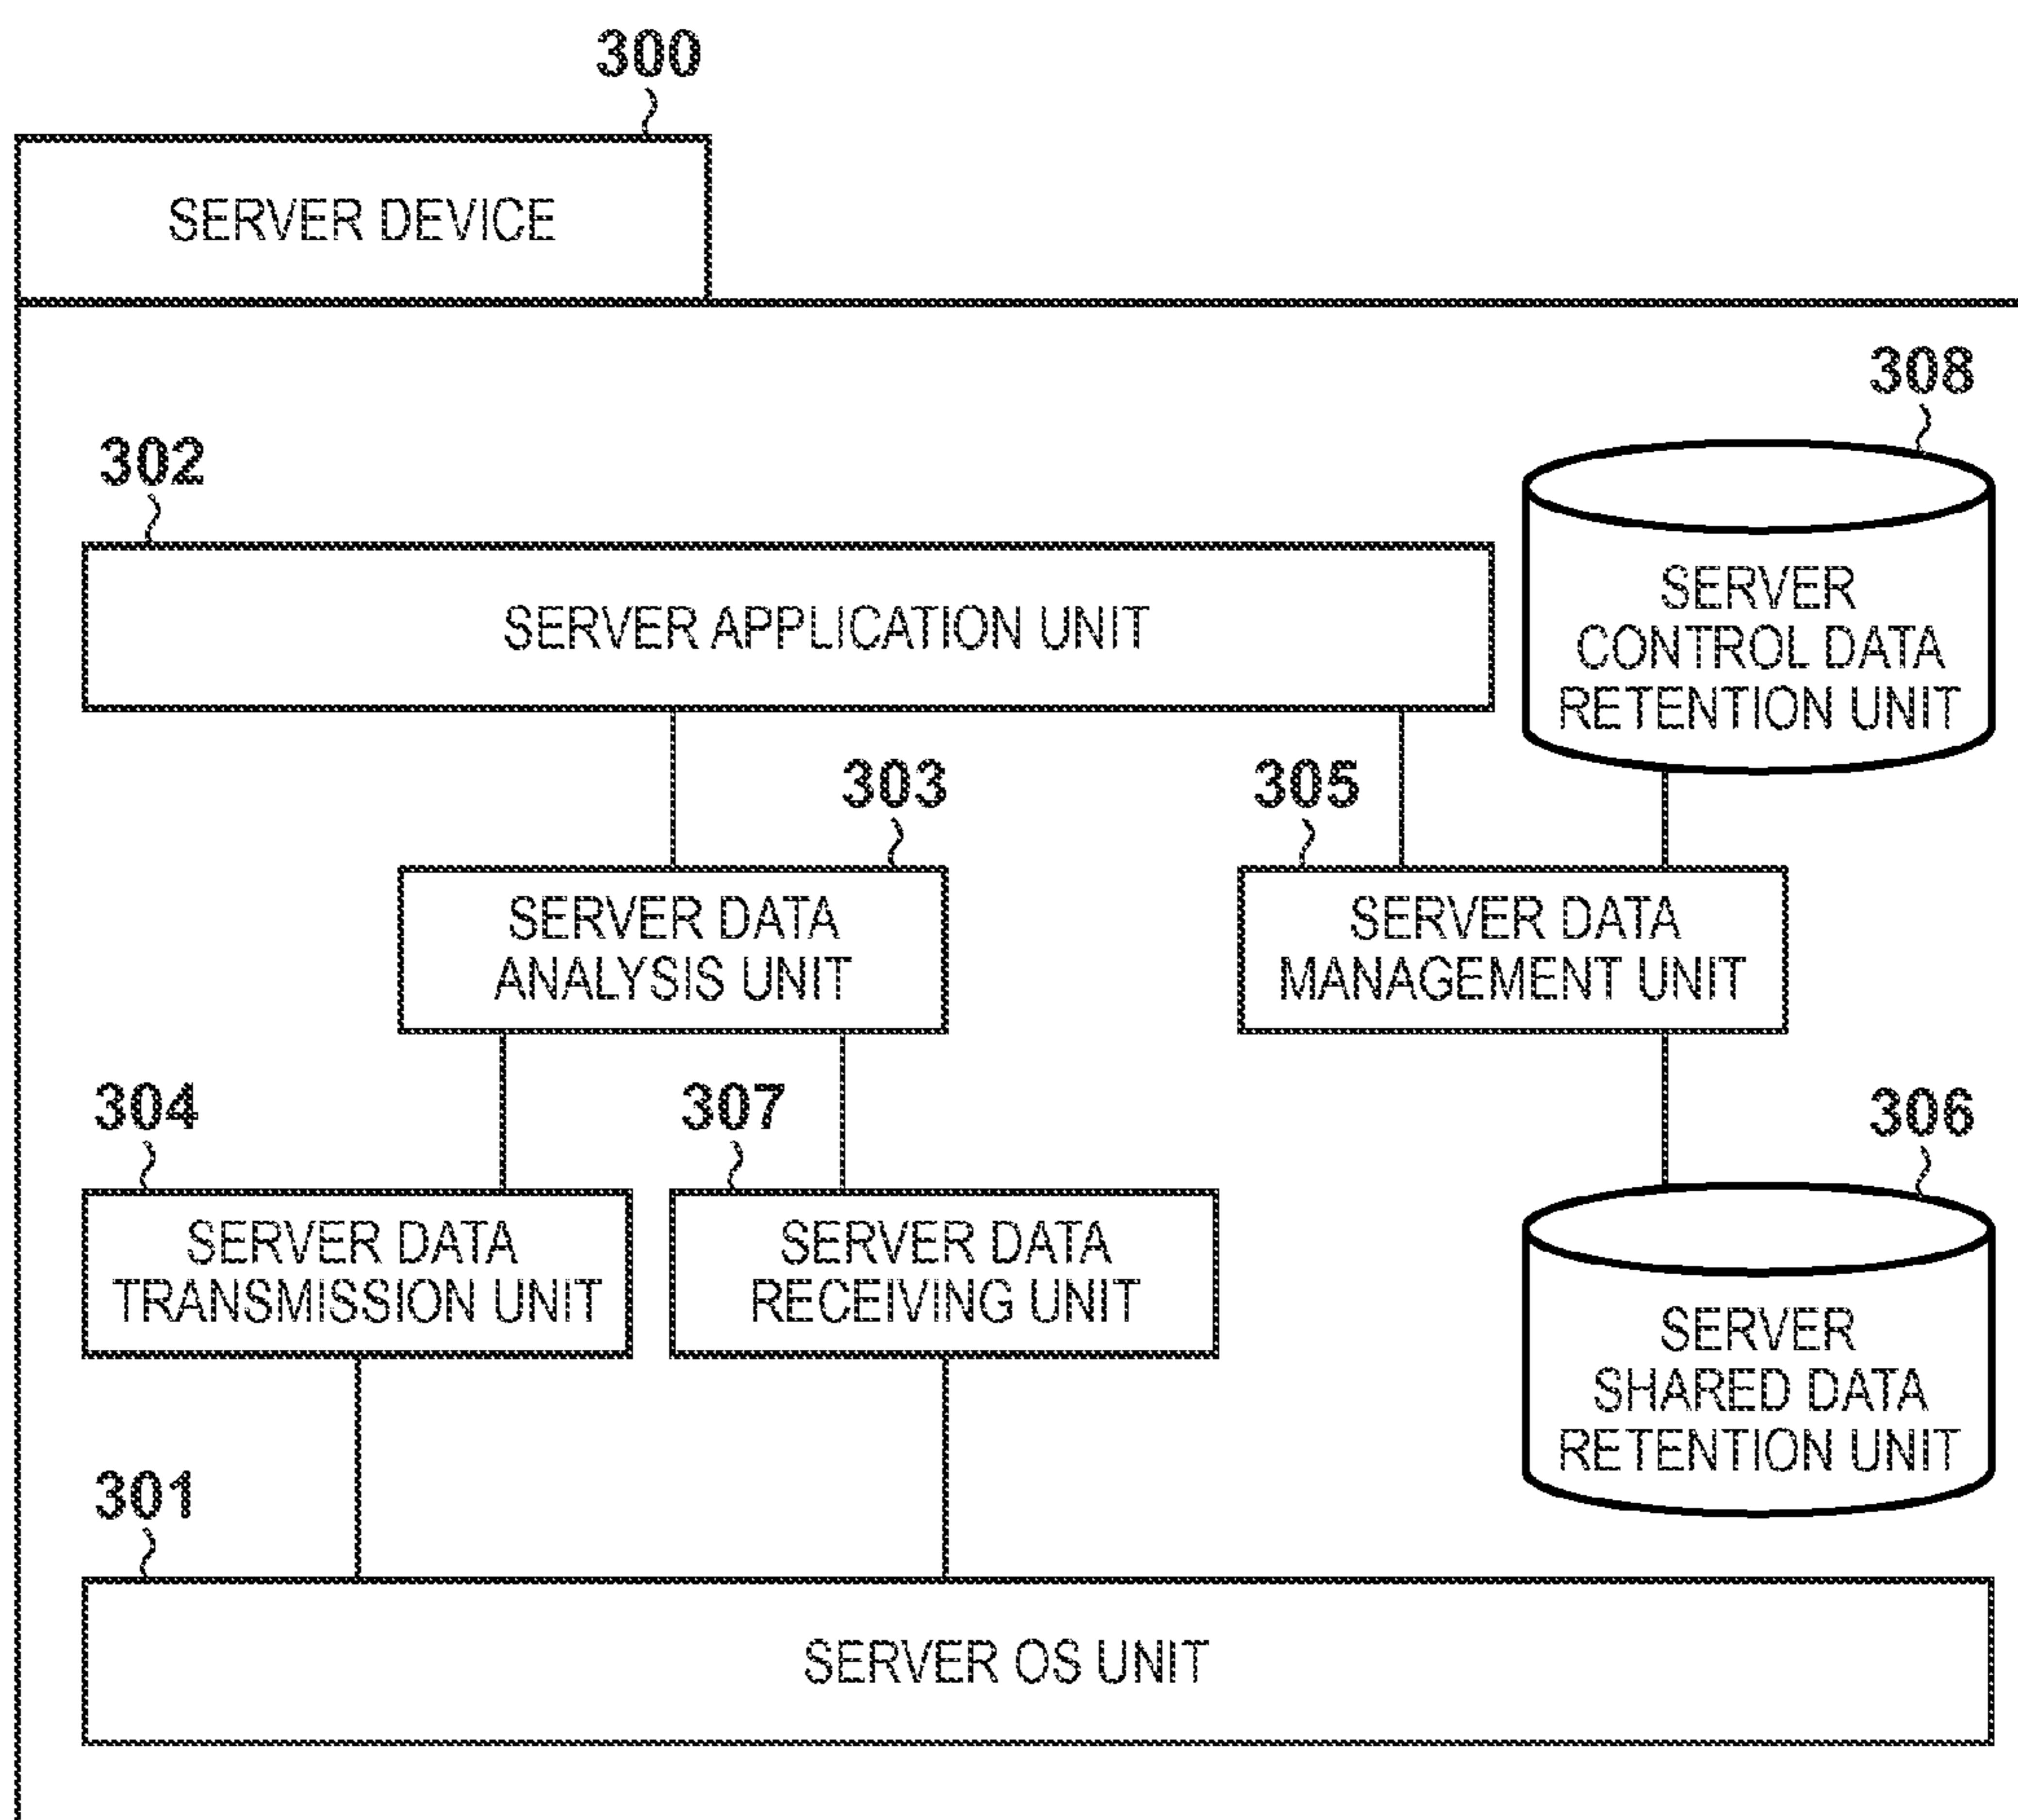 300
SERVER DEVICE
308
302
SERVER APPLICATION UNIT
SERVER
CONTROL DATA
RETENTION UNIT
303
305
SERVER DATA
ANALYSIS UNIT
SERVER DATA
MANAGEMENT UNIT
304
307
306
SERVER DATA
TRANSMISSION UNIT
SERVER DATA
RECEIVING UNIT
SERVER
SHARED DATA
RETENTION UNIT
301
SERVER OS UNIT